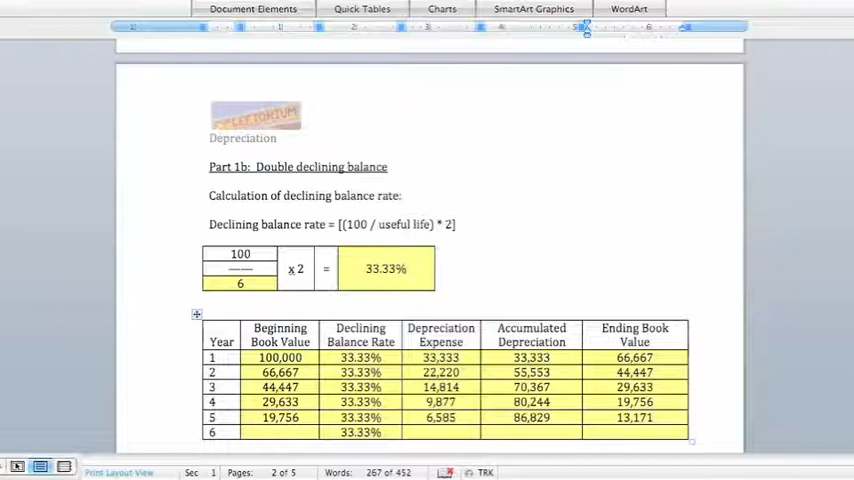 Document Elements Quick Tables Charts SmartArt Graphics WordArt
LEFTORIUM
Depreciation
Part 1b: Double declining balance
Calculation of declining balance rate:
Declining balance rate = [(100 / useful life) * 2]
100
——
6
x 2
=
33.33%
Year Beginning Book Value Declining Balance Rate Depreciation Expense Accumulated Depreciation Ending Book Value
1 100,000 33.33% 33,333 33,333 66,667
2 66,667 33.33% 22,220 55,553 44,447
3 44,447 33.33% 14,814 70,367 29,633
4 29,633 33.33% 9,877 80,244 19,756
5 19,756 33.33% 6,585 86,829 13,171
6 33.33%
Print Layout View Sec 1 Pages: 2 of 5 Words: 267 of 452 TRK